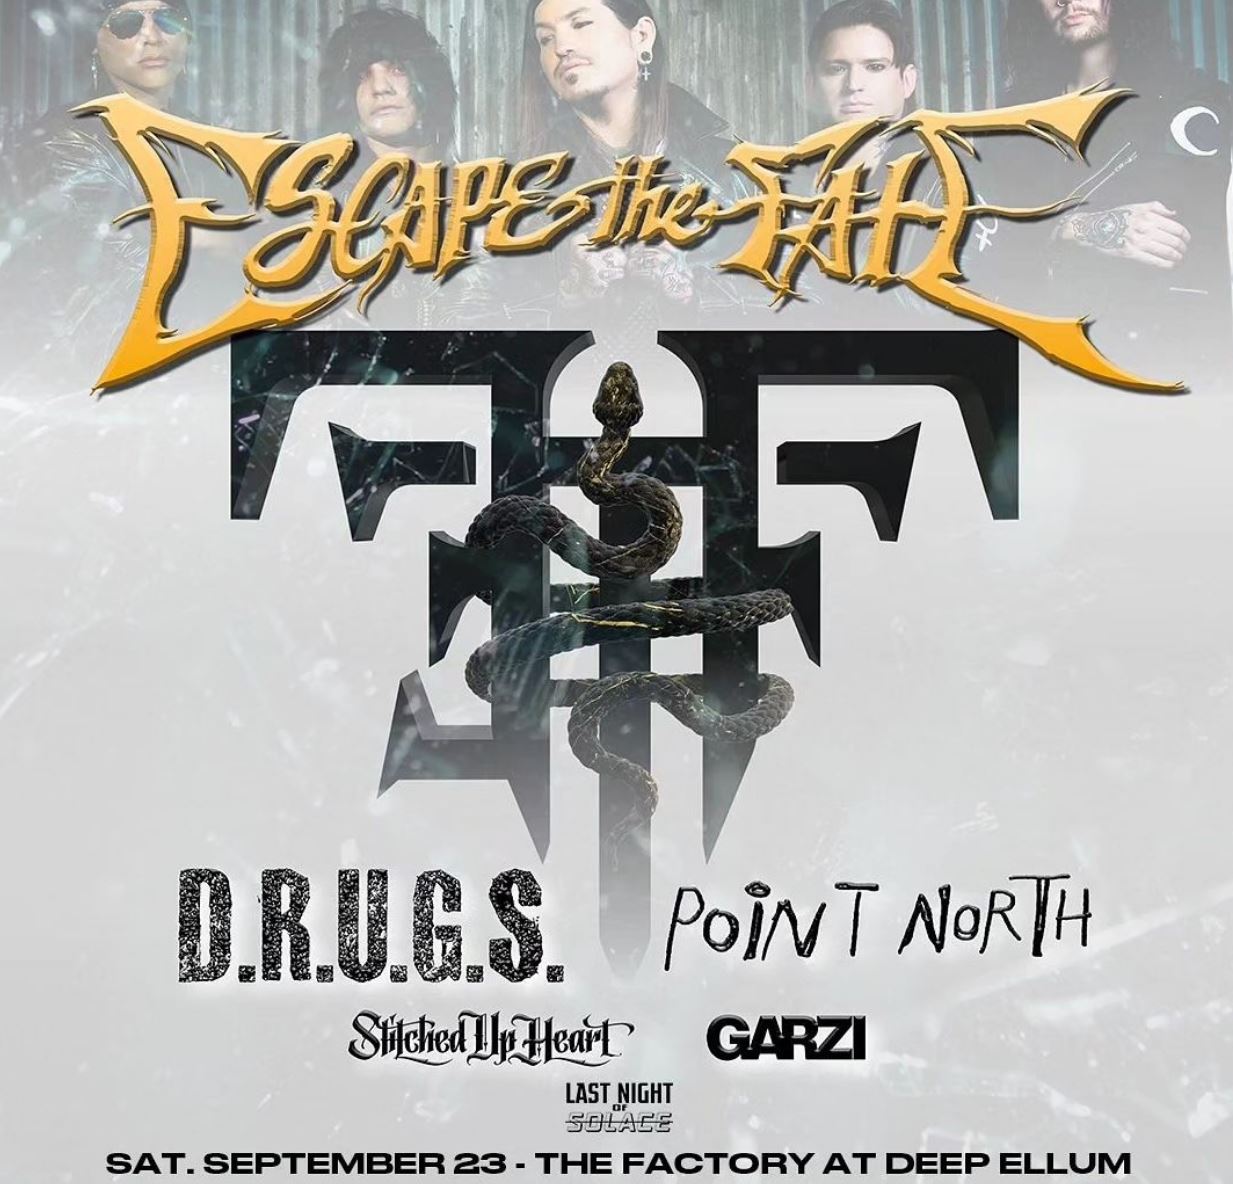 ESCAPE the FATE
D.R.U.G.S. POINT NORTH
Stitched Up Heart GARZI
LAST NIGHT
OF
SOLACE
SAT. SEPTEMBER 23 - THE FACTORY AT DEEP ELLUM